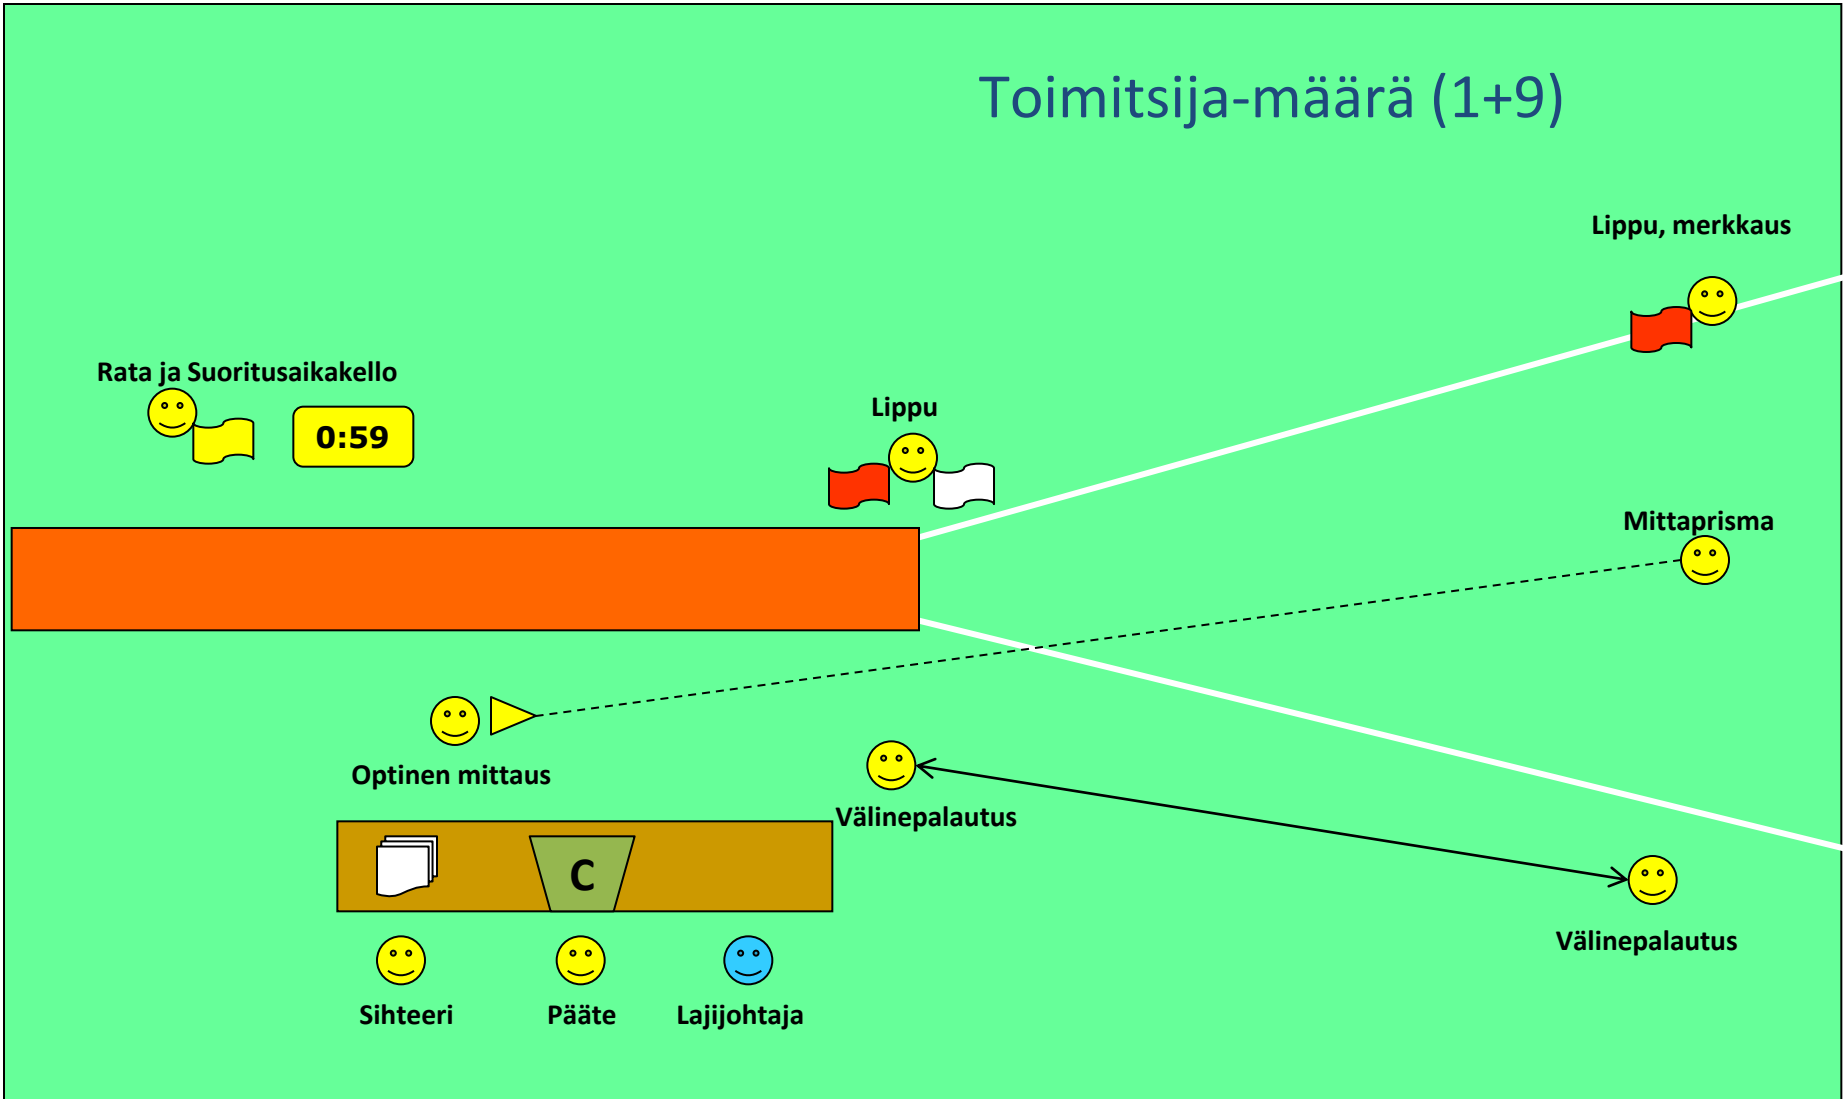 Toimitsija-määrä (1+9)
Lippu, merkkaus
Rata ja Suoritusaikakello
0:59
Lippu
Mittaprisma
Optinen mittaus
Välinepalautus
C
Välinepalautus
Sihteeri
Pääte
Lajijohtaja